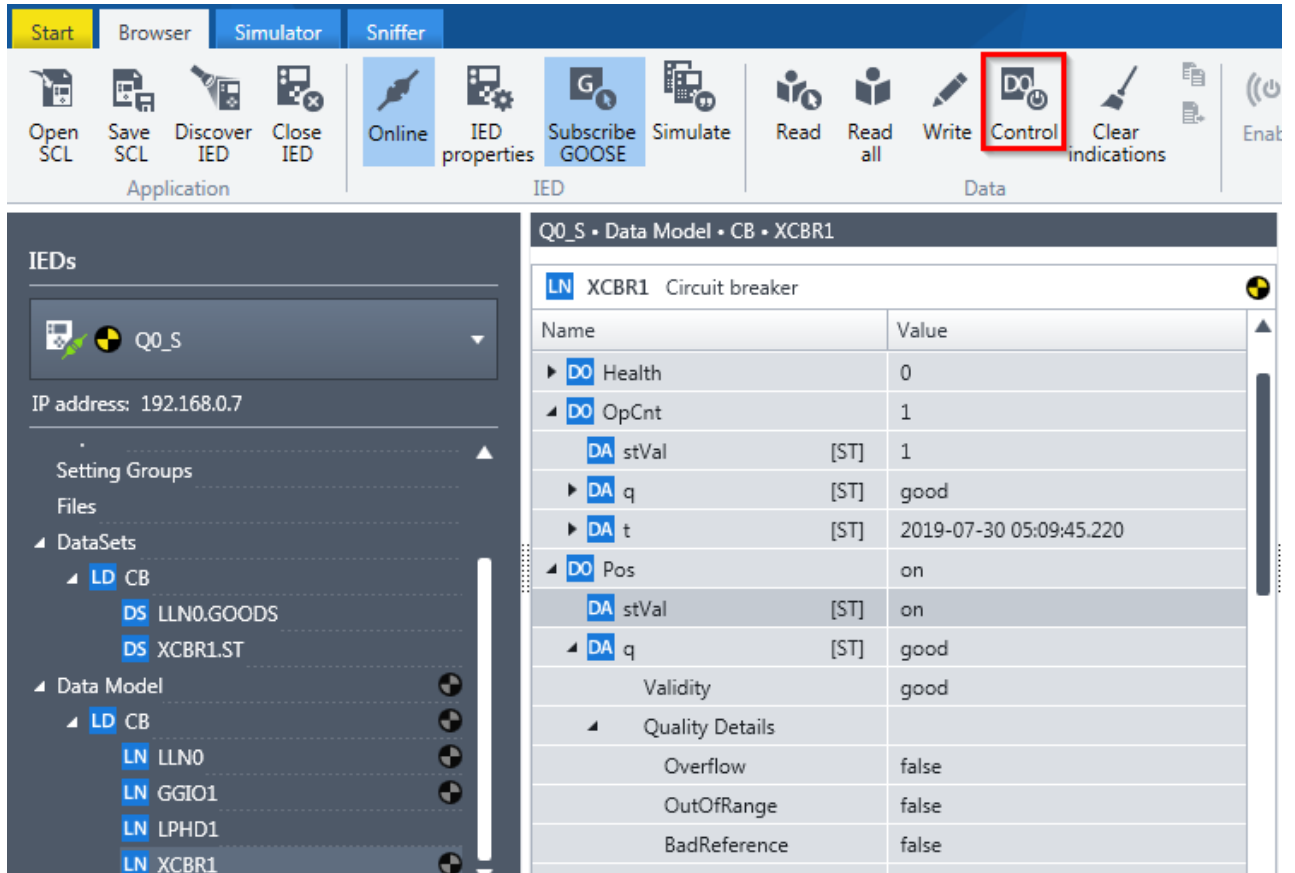 Start Browser Simulator Sniffer
G DO
Open SCL Save SCL Discover IED Close IED Online IED properties Subscribe GOOSE Simulate Read Read all Write Control Clear indications
Application IED Data
Q0_S • Data Model • CB • XCBR1
IEDs
LN XCBR1 Circuit breaker
Name Value
Q0_S
DO Health 0
IP address: 192.168.0.7
DO OpCnt 1
DA stVal [ST] 1
Setting Groups
DA q [ST] good
Files
DA t [ST] 2019-07-30 05:09:45.220
DataSets
DO Pos on
LD CB
DA stVal [ST] on
DS LLN0.GOODS
DA q [ST] good
DS XCBR1.ST
Validity good
Data Model
Quality Details
LD CB
LN LLN0
Overflow false
LN GGIO1
OutOfRange false
LN LPHD1
BadReference false
LN XCBR1